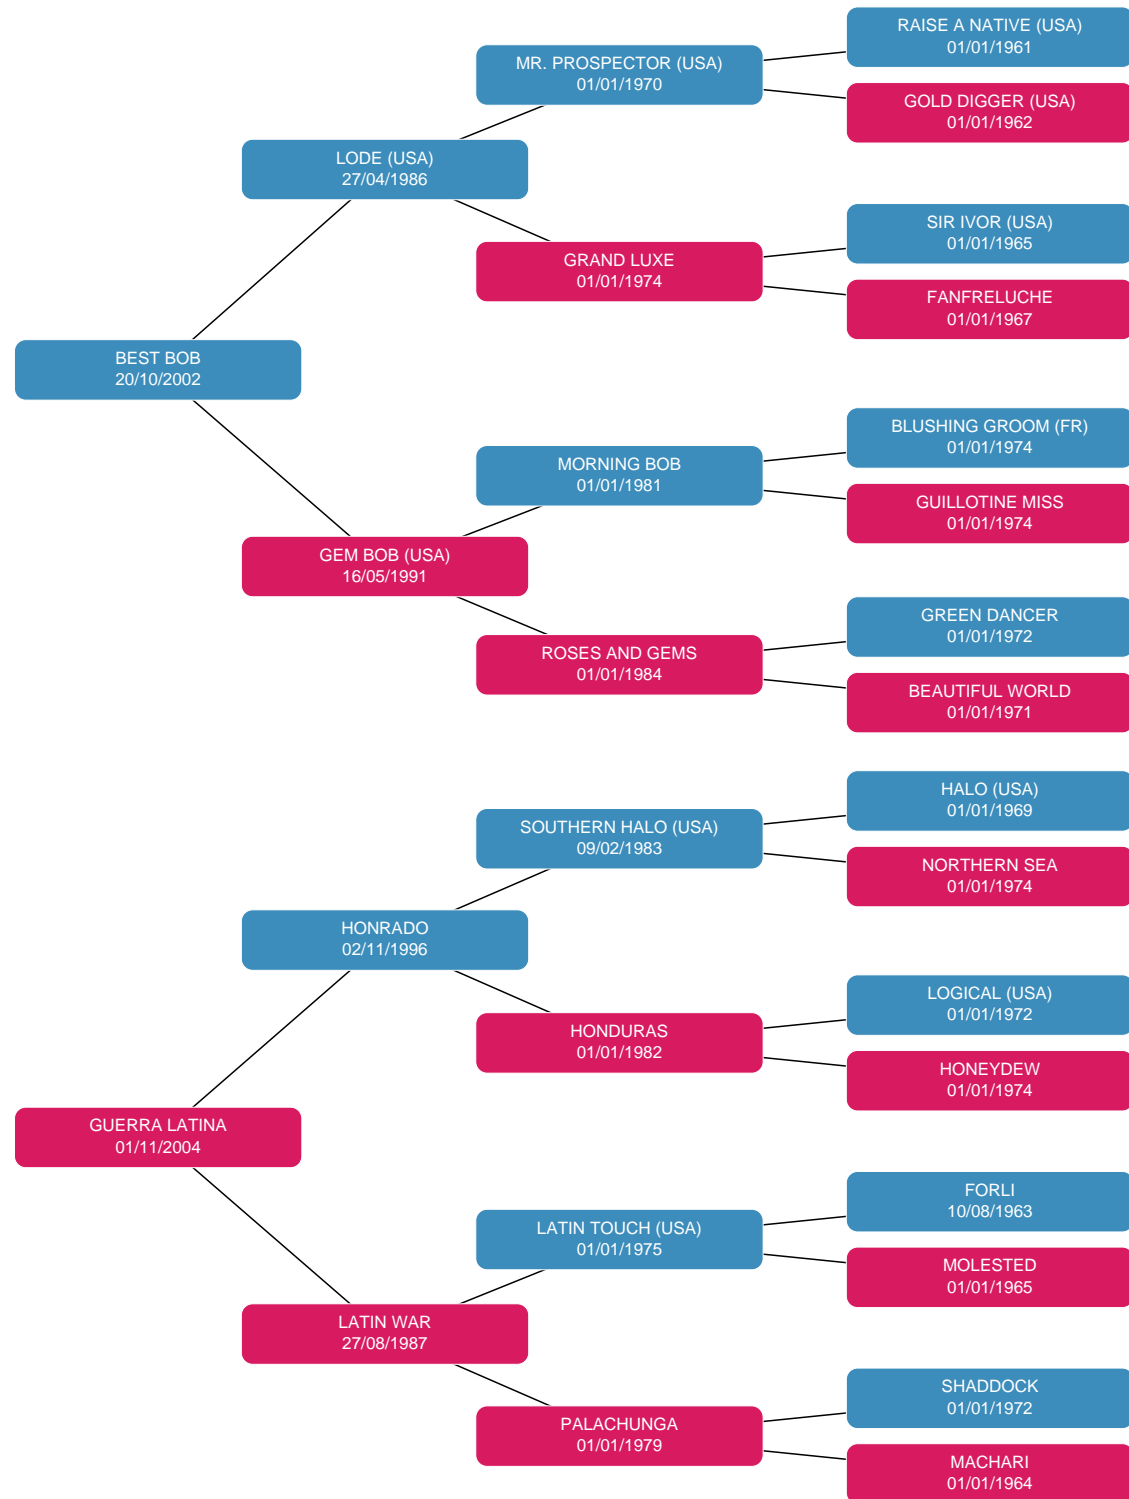 RAISE A NATIVE (USA)
01/01/1961
MR. PROSPECTOR (USA)
01/01/1970
GOLD DIGGER (USA)
01/01/1962
LODE (USA)
27/04/1986
SIR IVOR (USA)
01/01/1965
GRAND LUXE
01/01/1974
FANFRELUCHE
01/01/1967
BEST BOB
20/10/2002
BLUSHING GROOM (FR)
01/01/1974
MORNING BOB
01/01/1981
GUILLOTINE MISS
01/01/1974
GEM BOB (USA)
16/05/1991
GREEN DANCER
01/01/1972
ROSES AND GEMS
01/01/1984
BEAUTIFUL WORLD
01/01/1971
HALO (USA)
01/01/1969
SOUTHERN HALO (USA)
09/02/1983
NORTHERN SEA
01/01/1974
HONRADO
02/11/1996
LOGICAL (USA)
01/01/1972
HONDURAS
01/01/1982
HONEYDEW
01/01/1974
GUERRA LATINA
01/11/2004
FORLI
10/08/1963
LATIN TOUCH (USA)
01/01/1975
MOLESTED
01/01/1965
LATIN WAR
27/08/1987
SHADDOCK
01/01/1972
PALACHUNGA
01/01/1979
MACHARI
01/01/1964